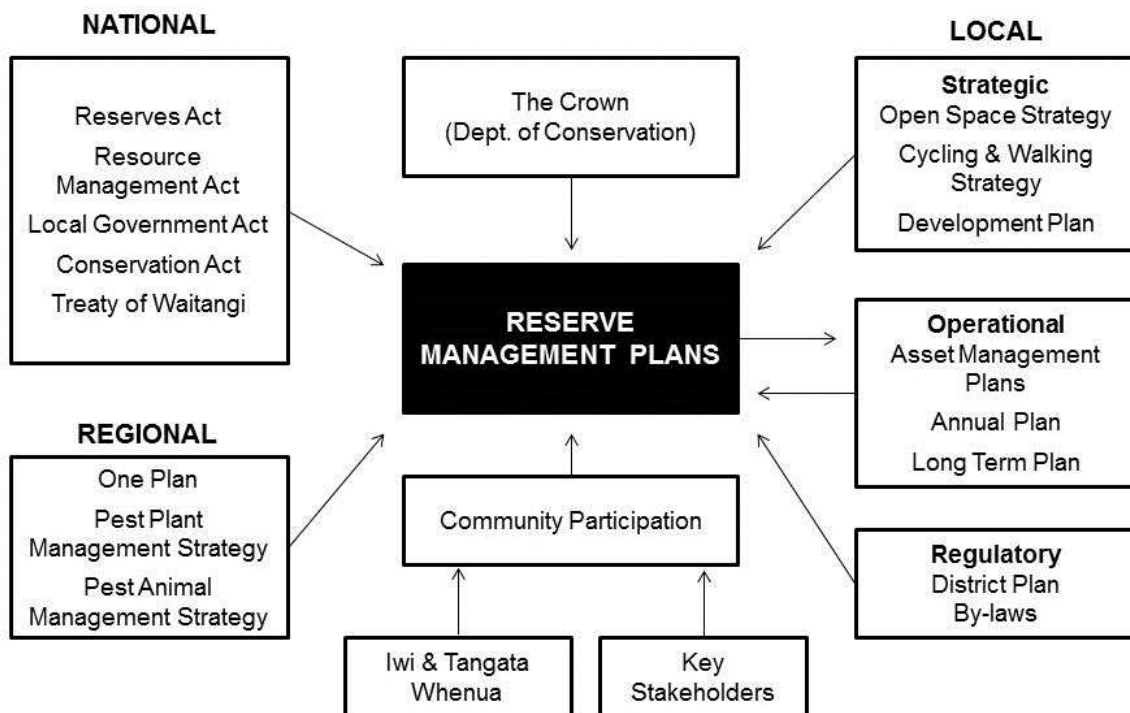 NATIONAL
Reserves Act
Resource
Management Act
Local Government Act
Conservation Act
Treaty of Waitangi
REGIONAL
One Plan
Pest Plant
Management Strategy
Pest Animal
Management Strategy
The Crown
(Dept. of Conservation)
RESERVE
MANAGEMENT PLANS
Community Participation
Iwi & Tangata
Whenua
Key
Stakeholders
LOCAL
Strategic
Open Space Strategy
Cycling & Walking
Strategy
Development Plan
Operational
Asset Management
Plans
Annual Plan
Long Term Plan
Regulatory
District Plan
By-laws